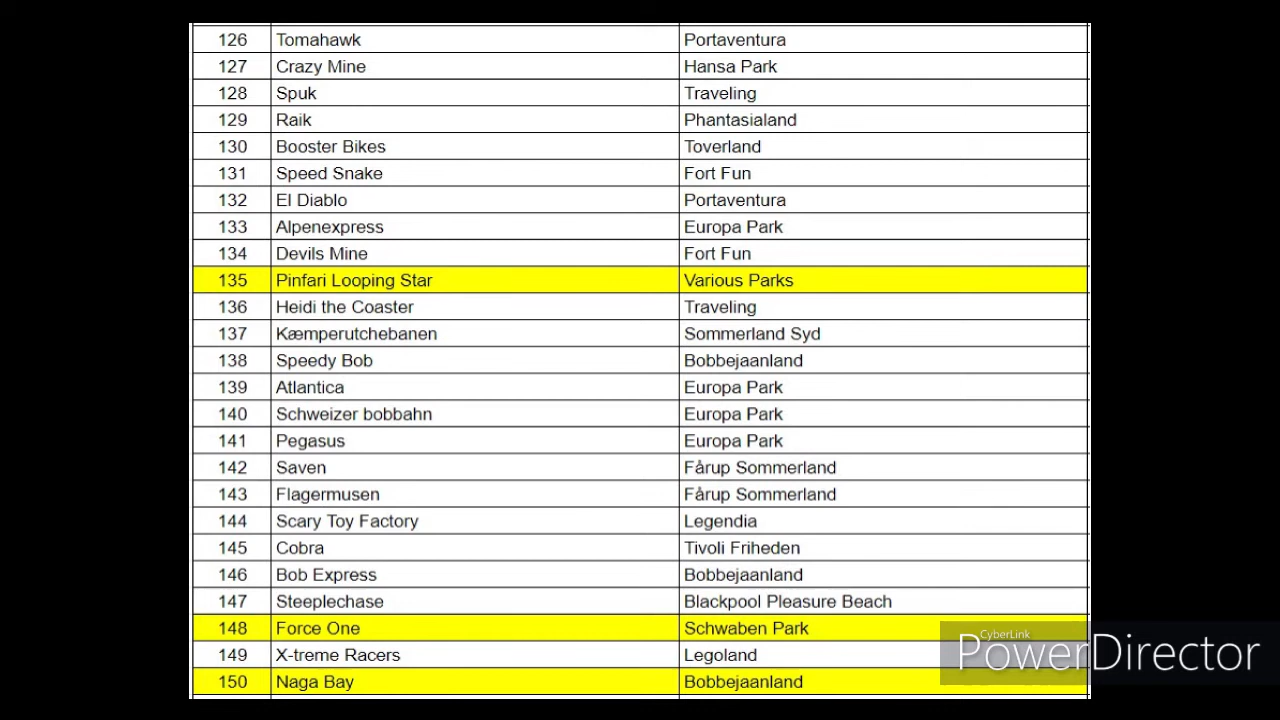 126 Tomahawk Portaventura
127 Crazy Mine Hansa Park
128 Spuk Traveling
129 Raik Phantasialand
130 Booster Bikes Toverland
131 Speed Snake Fort Fun
132 El Diablo Portaventura
133 Alpenexpress Europa Park
134 Devils Mine Fort Fun
135 Pinfari Looping Star Various Parks
136 Heidi the Coaster Traveling
137 Kæmperutchebanen Sommerland Syd
138 Speedy Bob Bobbejaanland
139 Atlantica Europa Park
140 Schweizer bobbahn Europa Park
141 Pegasus Europa Park
142 Saven Fårup Sommerland
143 Flagermusen Fårup Sommerland
144 Scary Toy Factory Legendia
145 Cobra Tivoli Friheden
146 Bob Express Bobbejaanland
147 Steeplechase Blackpool Pleasure Beach
148 Force One Schwaben Park
149 X-treme Racers Legoland
150 Naga Bay Bobbejaanland
CyberLink
PowerDirector